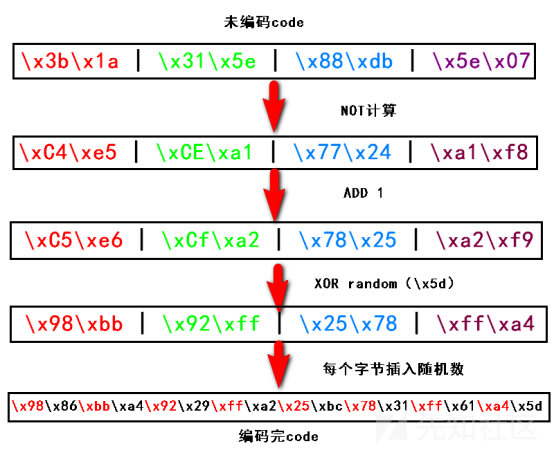 未编码code
\x3b\x1a | \x31\x5e | \x88\xdb | \x5e\x07
NOT计算
\xC4\xe5 | \xCE\xa1 | \x77\x24 | \xa1\xf8
ADD 1
\xC5\xe6 | \xCf\xa2 | \x78\x25 | \xa2\xf9
XOR random（\x5d）
\x98\xbb | \x92\xff | \x25\x78 | \xff\xa4
每个字节插入随机数
\x98\x86\xbb\xa4\x92\x29\xff\xa2\x25\xbc\x78\x31\xff\x61\xa4\x5d
编码完code
先知社区